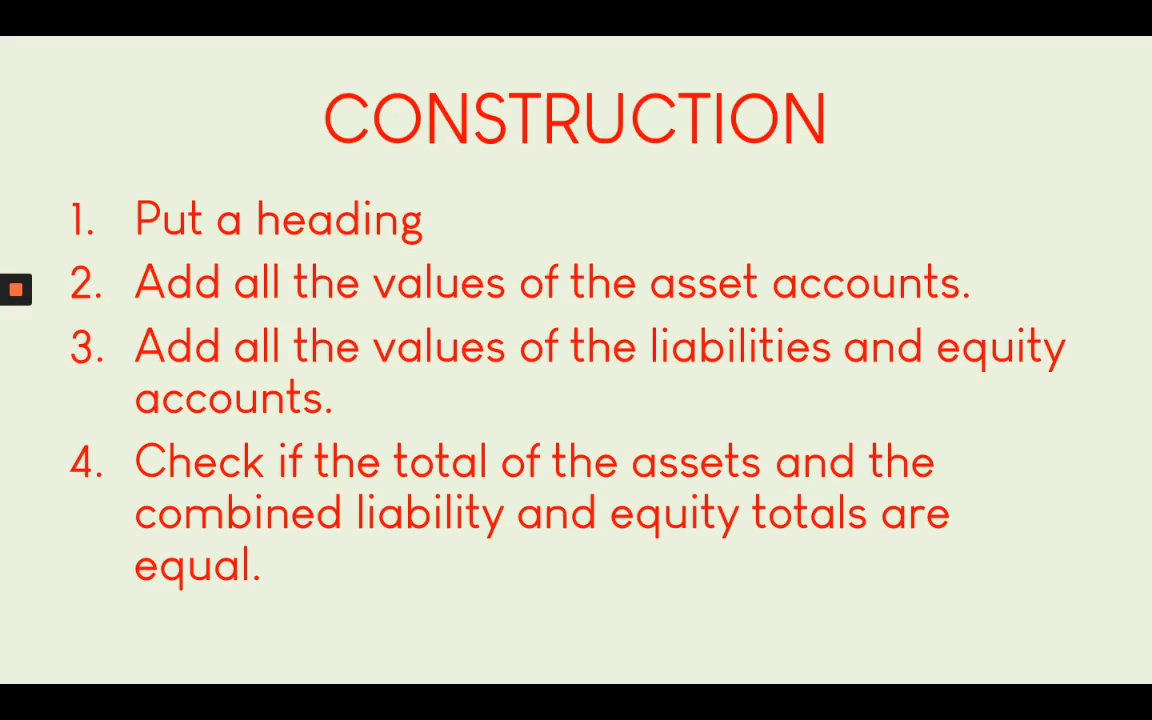 CONSTRUCTION
1. Put a heading
2. Add all the values of the asset accounts.
3. Add all the values of the liabilities and equity
accounts.
4. Check if the total of the assets and the
combined liability and equity totals are
equal.